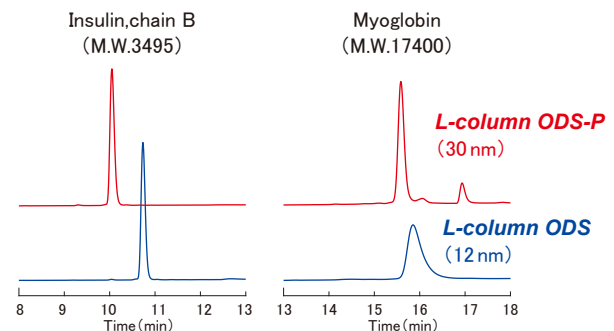 Insulin,chain B
(M.W.3495)
Myoglobin
(M.W.17400)
L-column ODS-P
(30 nm)
L-column ODS
(12 nm)
8 9 10 11 12 13
Time(min)
13 14 15 16 17 18
Time(min)